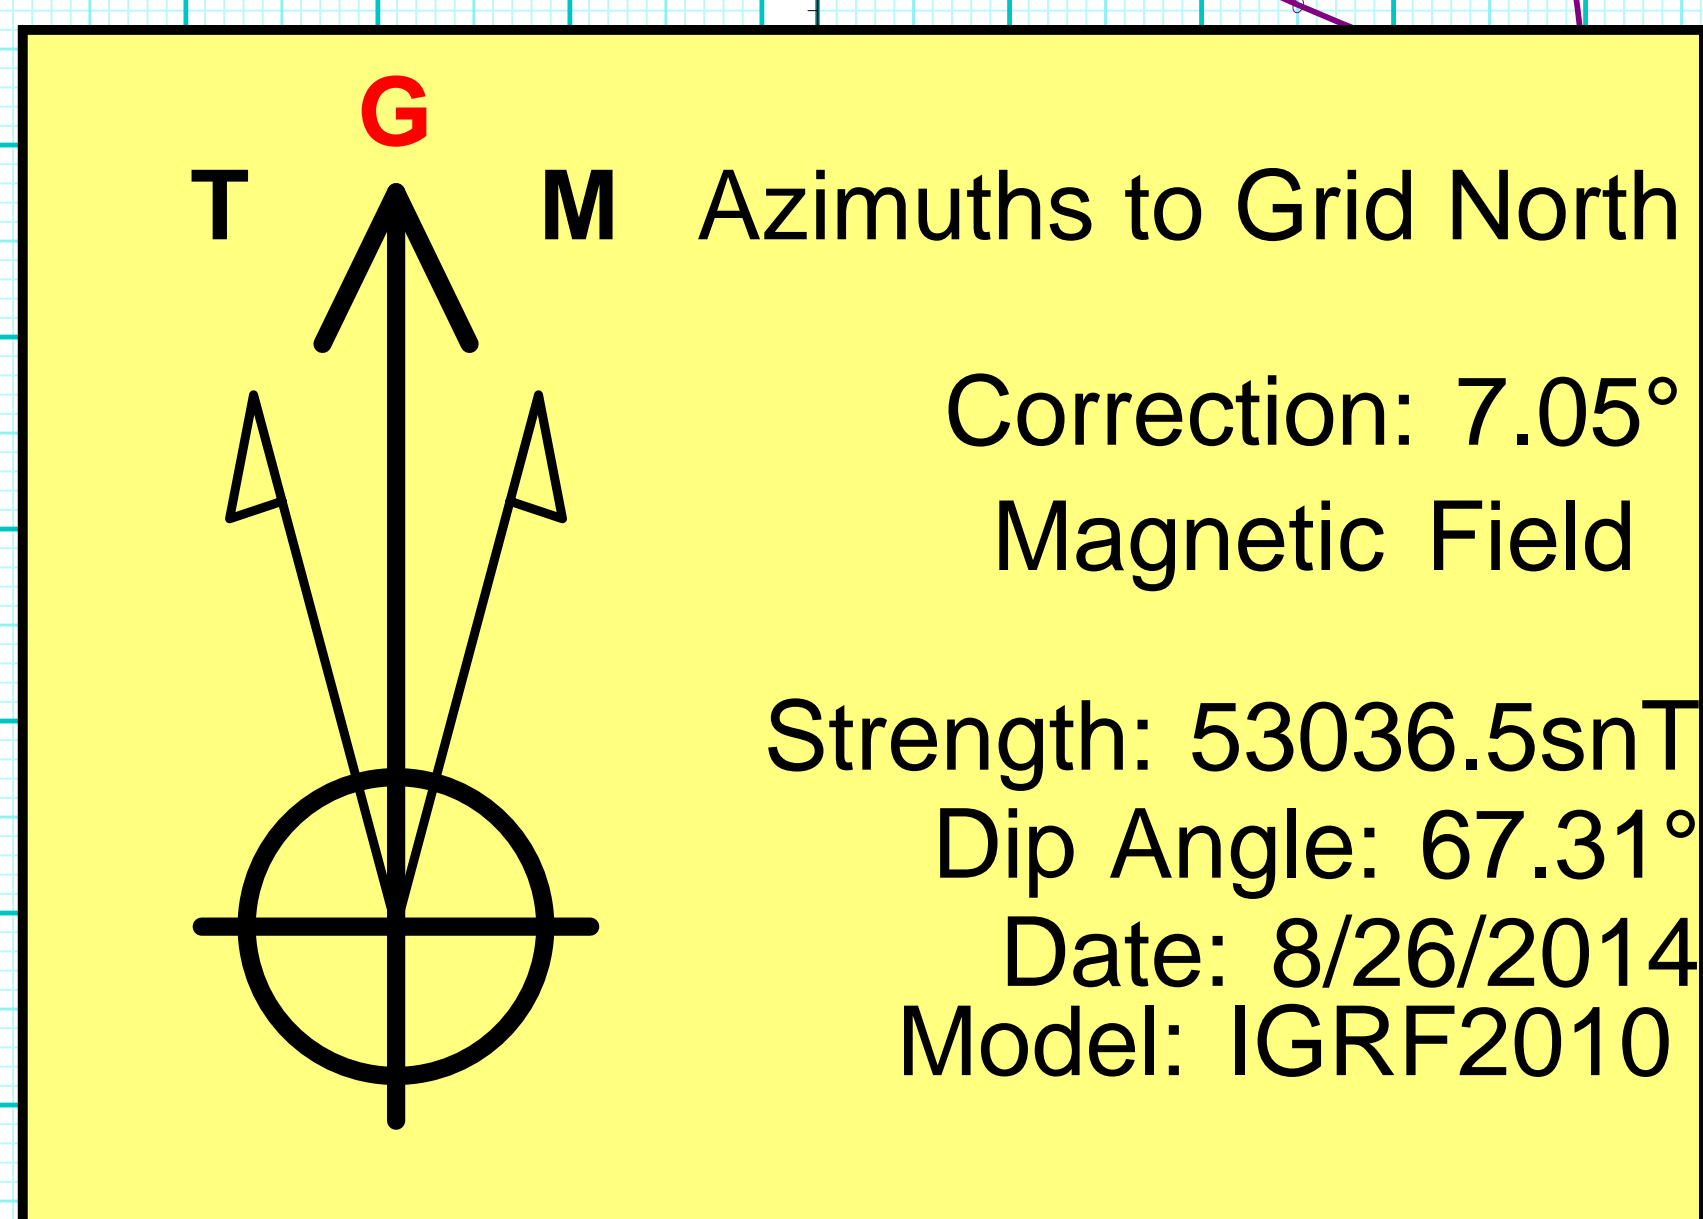 G
T M Azimuths to Grid North
Correction: 7.05°
Magnetic Field
Strength: 53036.5snT
Dip Angle: 67.31°
Date: 8/26/2014
Model: IGRF2010